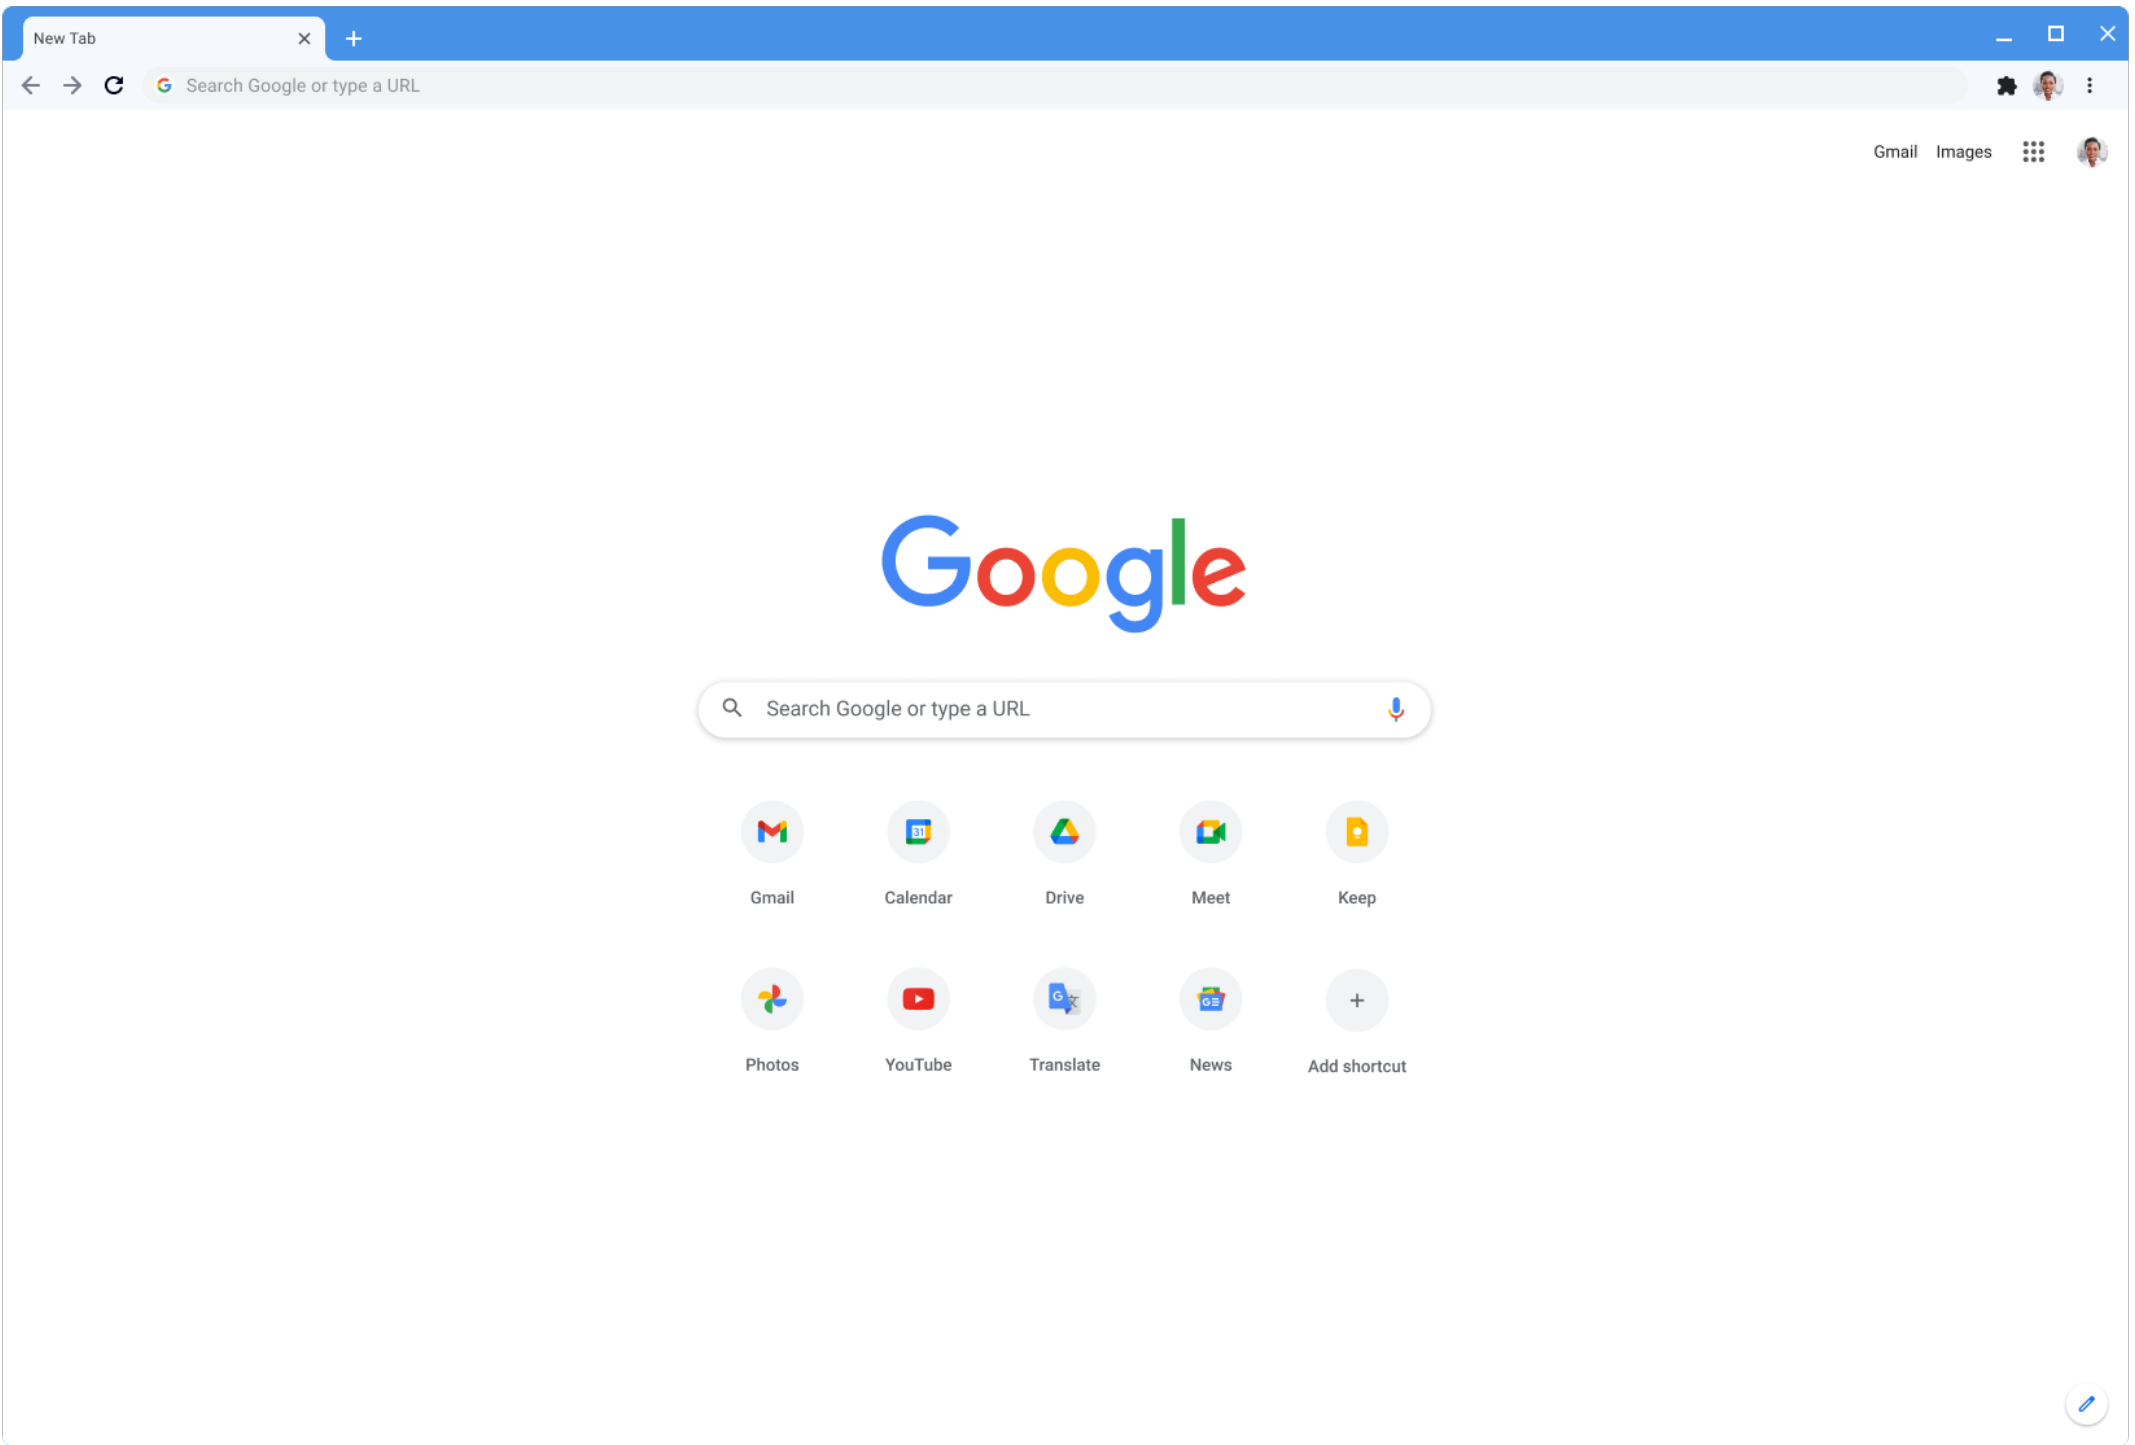 New Tab
Search Google or type a URL
Gmail Images
Google
Search Google or type a URL
Gmail Calendar Drive Meet Keep
Photos YouTube Translate News Add shortcut